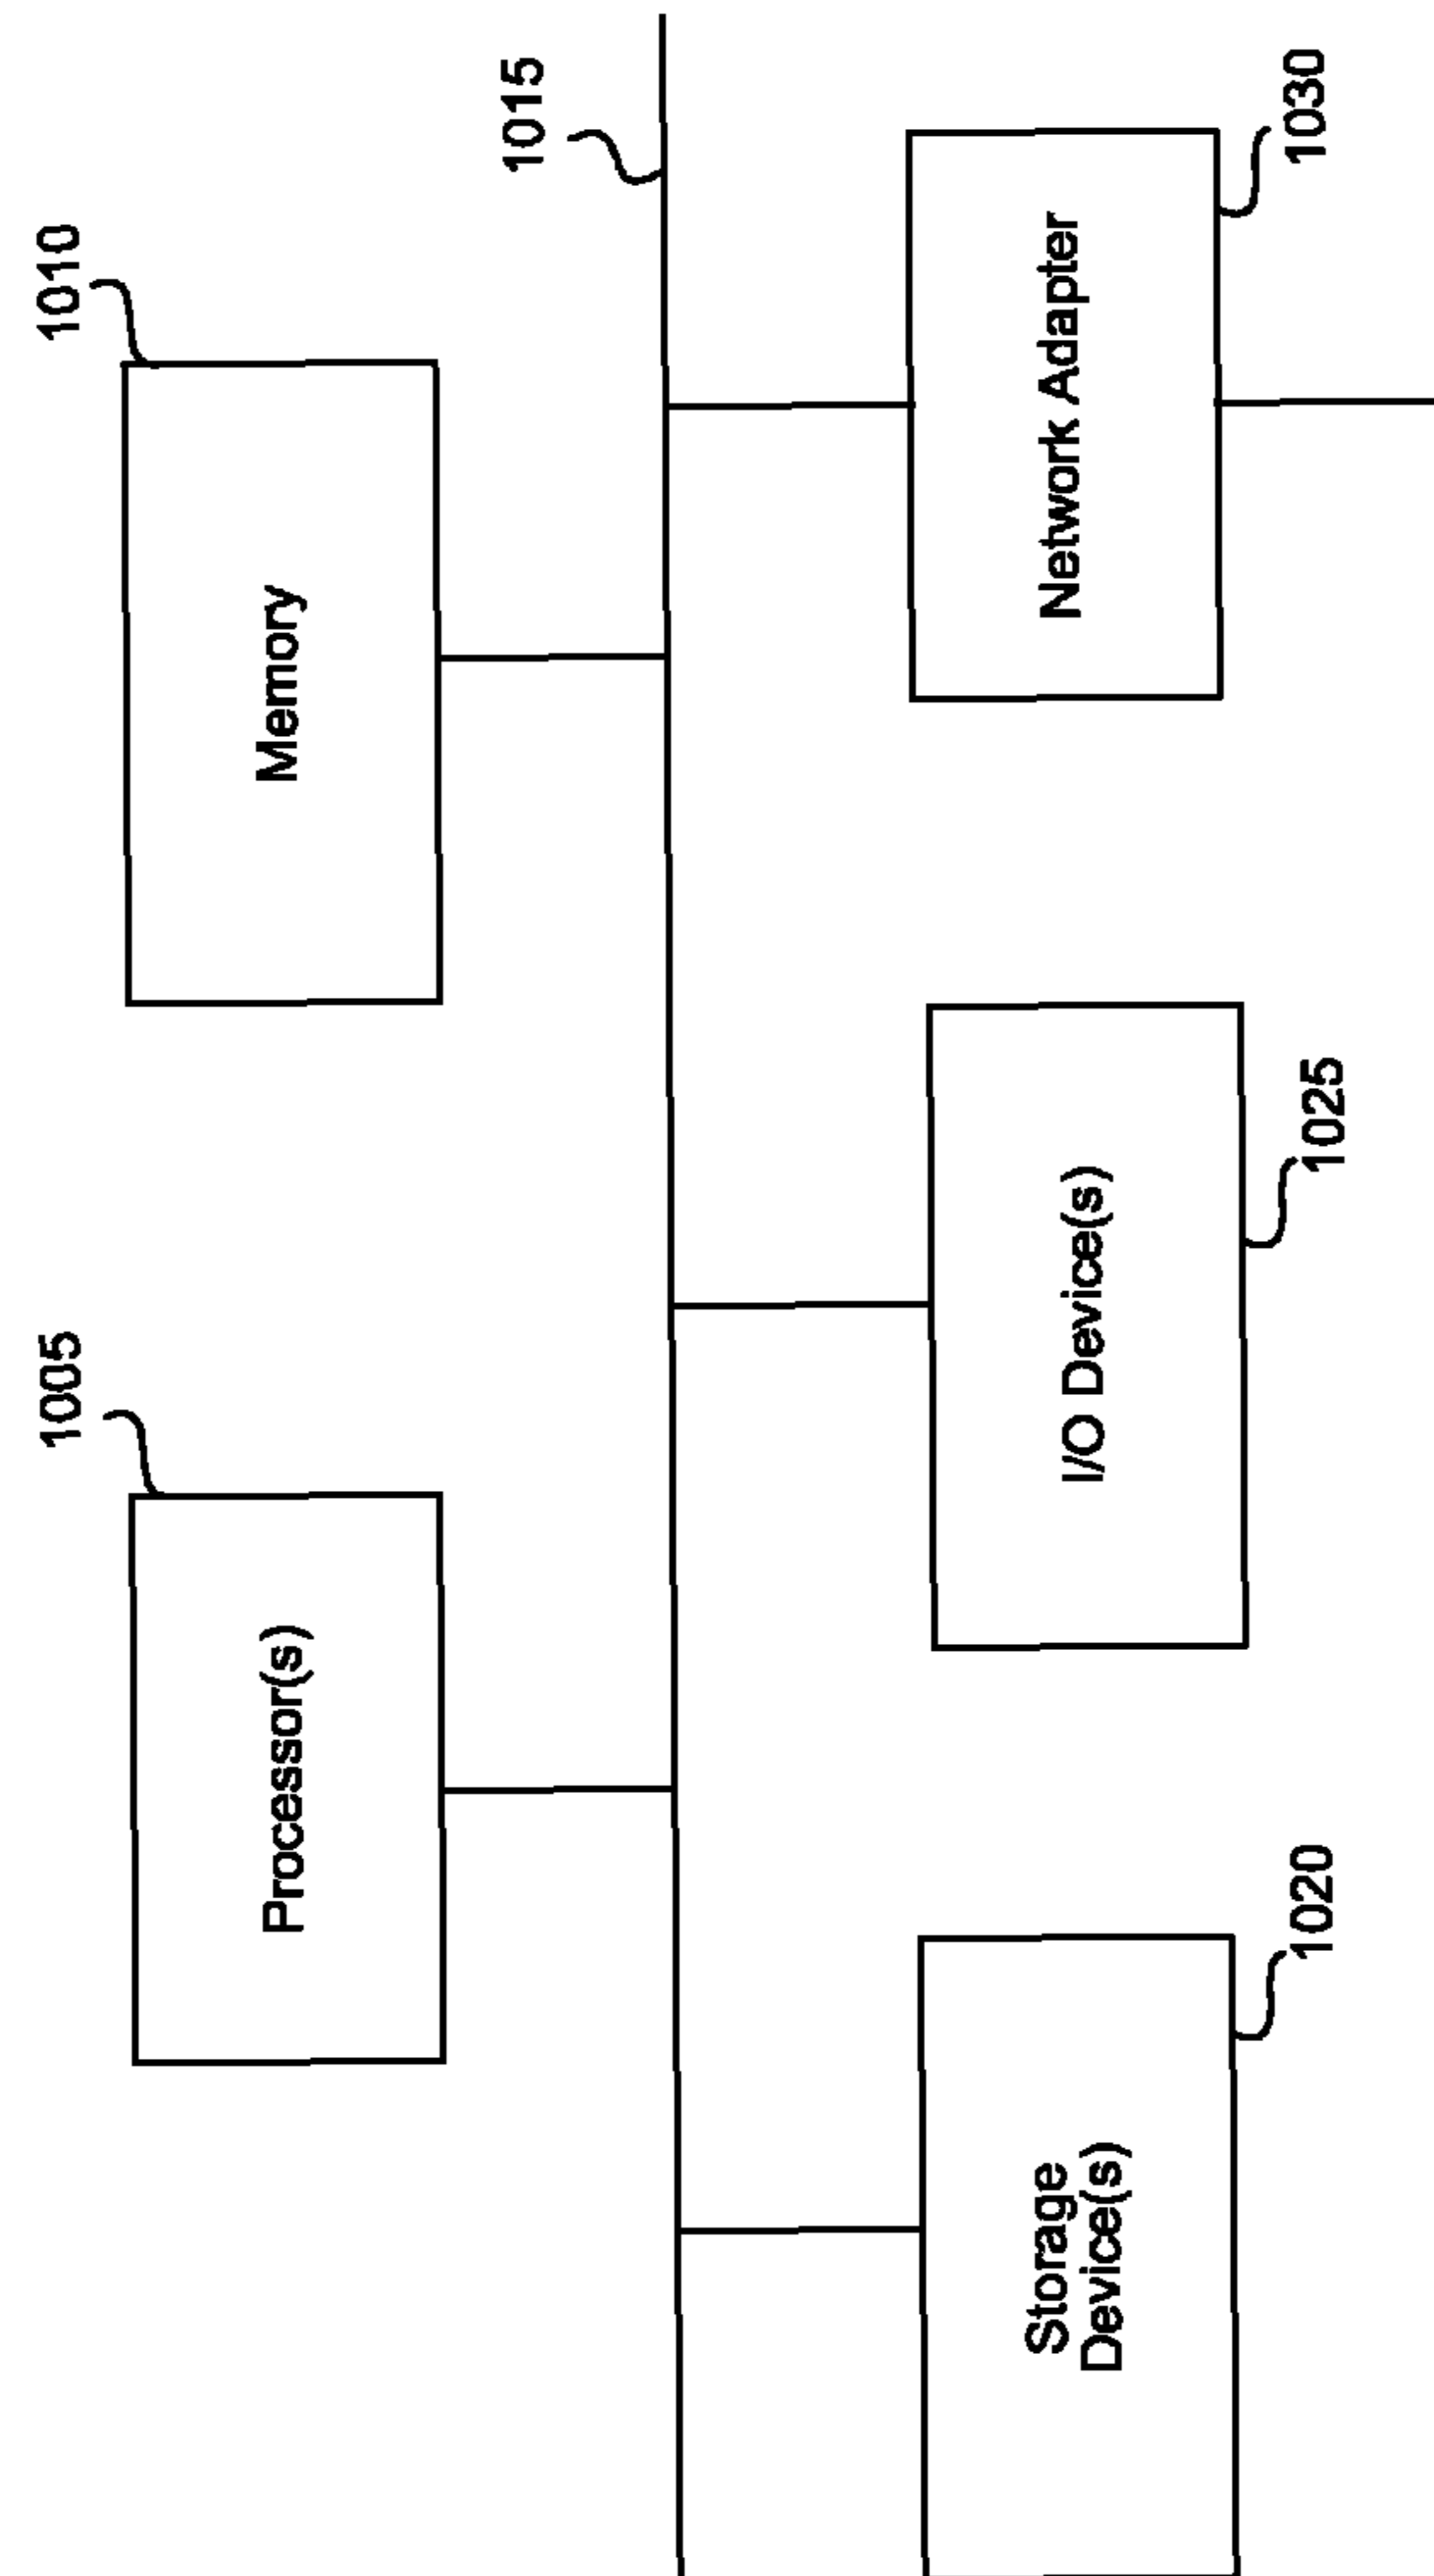 1005
Processor(s)
1010
Memory
1015
Storage
Device(s)
1020
I/O Device(s)
1025
Network Adapter
1030